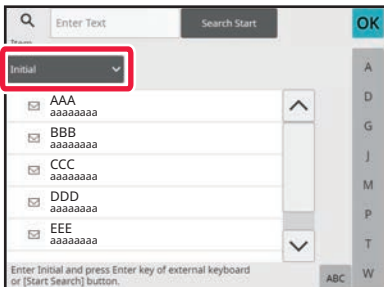 Enter Text
Search Start
OK
Item
Initial
AAA
aaaaaaaa
BBB
aaaaaaaa
CCC
aaaaaaaa
DDD
aaaaaaaa
EEE
aaaaaaaa
A
D
G
J
M
P
T
W
Enter Initial and press Enter key of external keyboard
or [Start Search] button.
ABC